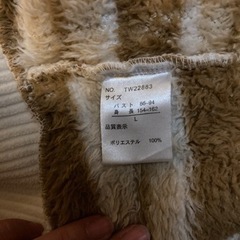 NO. TW22883
サイズ
バスト 86-94
身長 154-162
L
品質表示
ポリエステル 100%